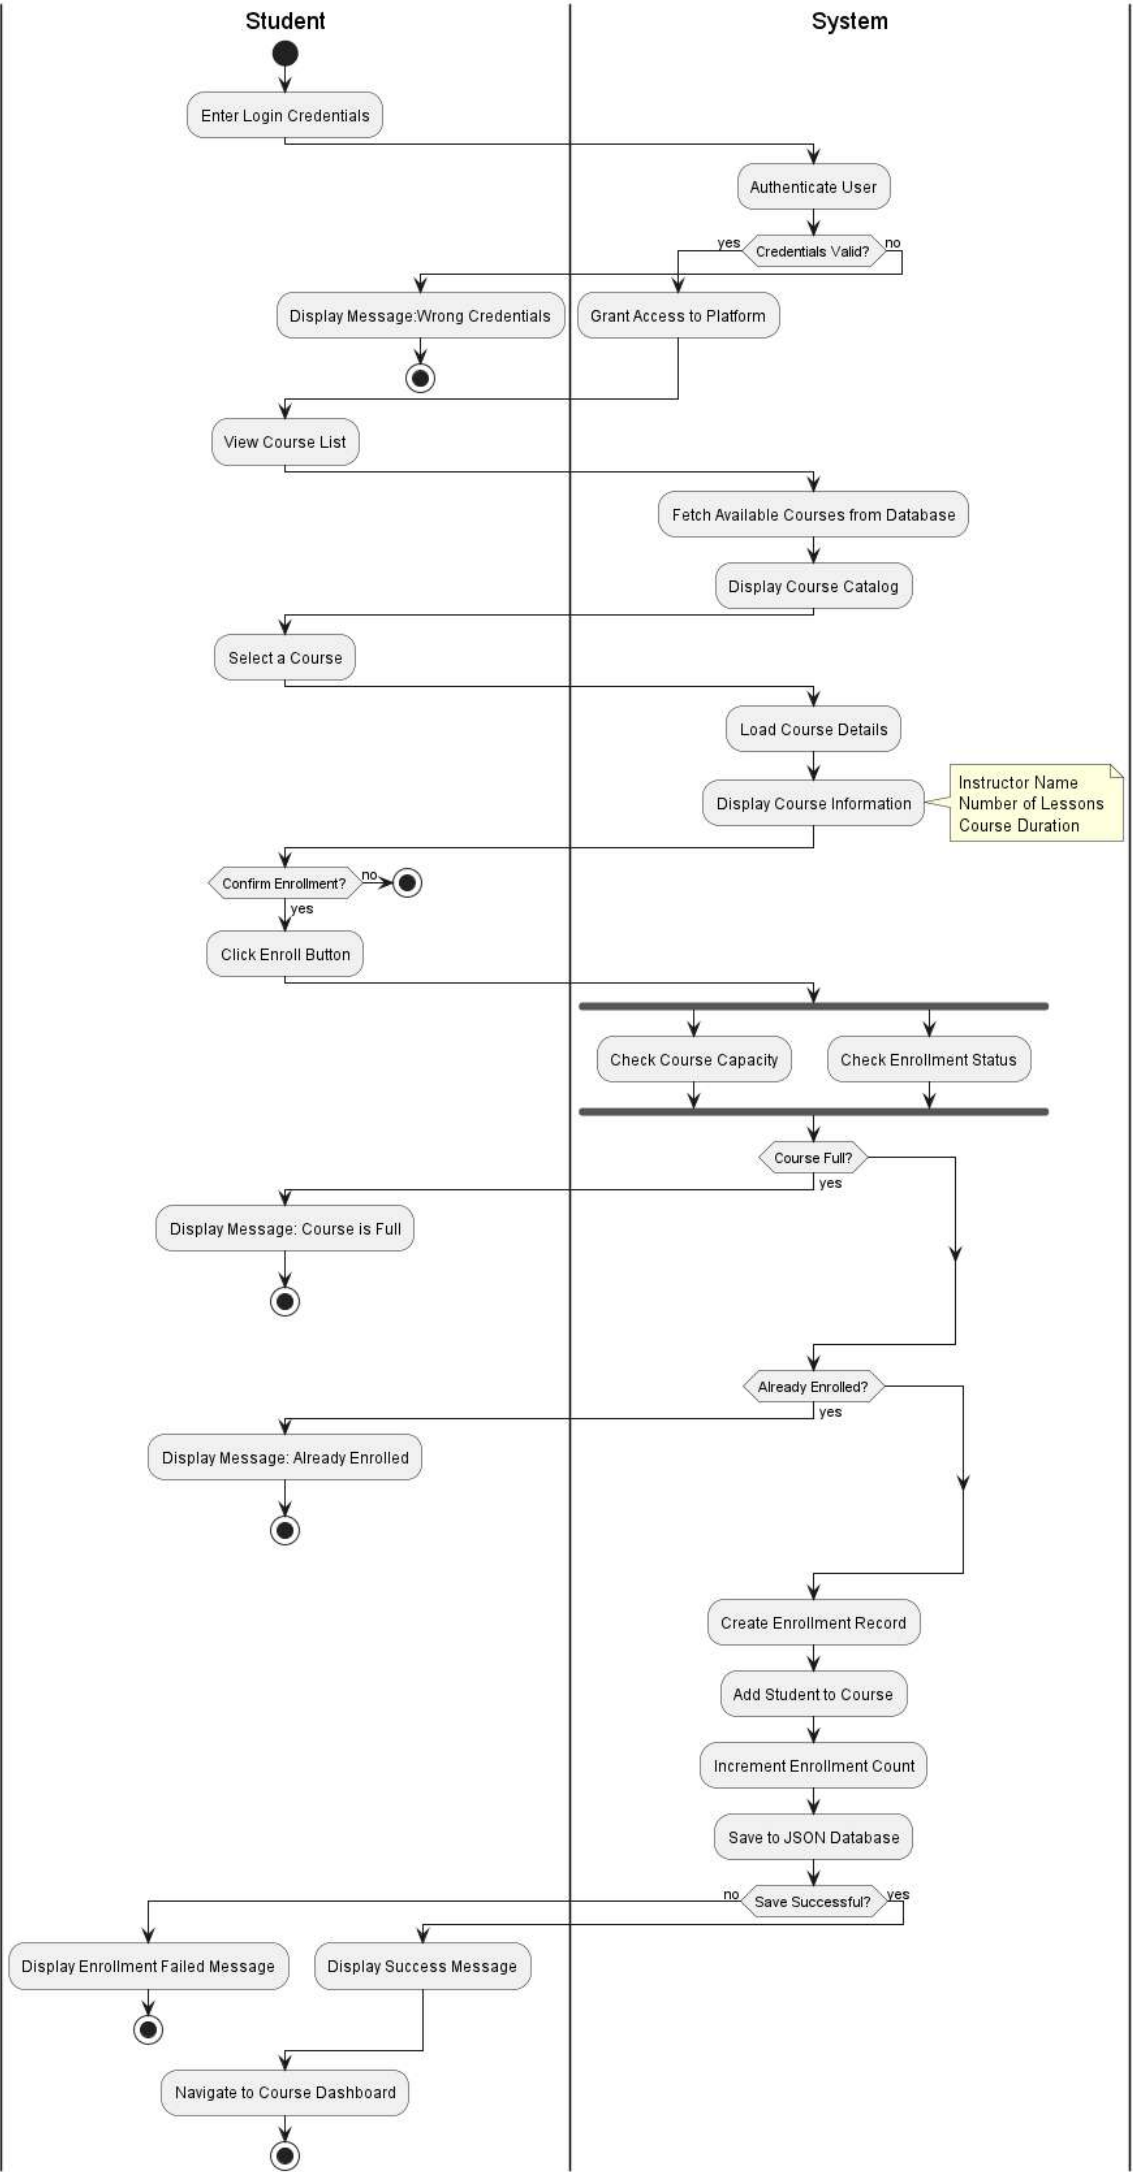 Student
System
Enter Login Credentials
Authenticate User
yes
Credentials Valid?
no
Display Message:Wrong Credentials
Grant Access to Platform
View Course List
Fetch Available Courses from Database
Display Course Catalog
Select a Course
Load Course Details
Display Course Information
Instructor Name
Number of Lessons
Course Duration
Confirm Enrollment?
no
yes
Click Enroll Button
Check Course Capacity
Check Enrollment Status
Course Full?
yes
Display Message: Course is Full
Already Enrolled?
yes
Display Message: Already Enrolled
Create Enrollment Record
Add Student to Course
Increment Enrollment Count
Save to JSON Database
no
Save Successful?
yes
Display Enrollment Failed Message
Display Success Message
Navigate to Course Dashboard